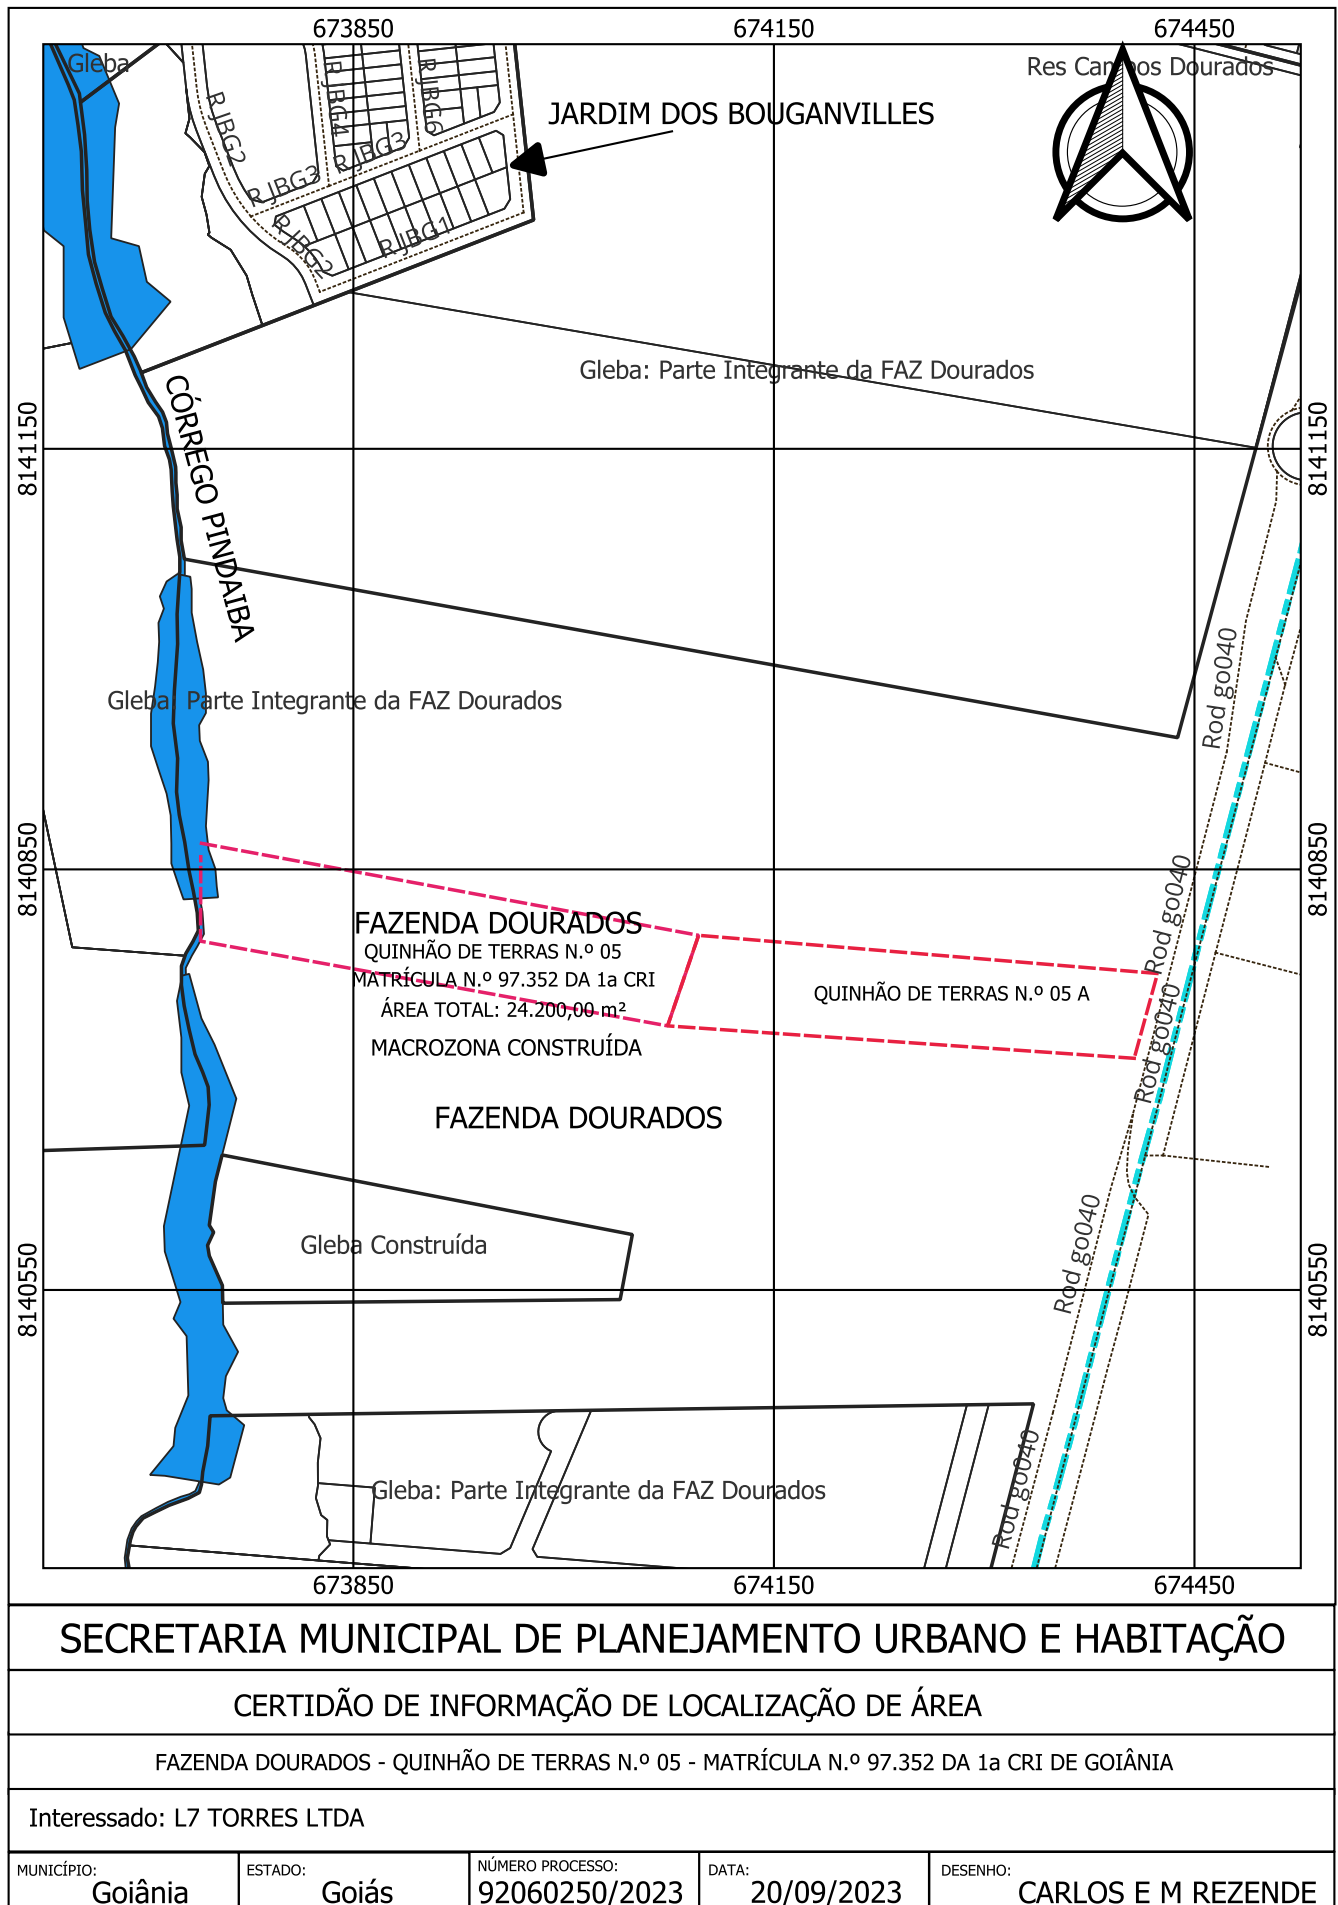 673850
674150
674450
Gleba
Res Campos Dourados
R JBG2
R JBG4
R JBG6
JARDIM DOS BOUGANVILLES
R JBG3
R JBG3
R JBG2
R JBG1
Gleba: Parte Integrante da FAZ Dourados
CÓRREGO PINDAIBA
8141150
8141150
Rod go040
Gleba: Parte Integrante da FAZ Dourados
8140850
8140850
Rod go040
FAZENDA DOURADOS
QUINHÃO DE TERRAS N.º 05
MATRÍCULA N.º 97.352 DA 1a CRI
ÁREA TOTAL: 24.200,00 m²
MACROZONA CONSTRUÍDA
QUINHÃO DE TERRAS N.º 05 A
Rod go040
FAZENDA DOURADOS
Gleba Construída
Rod go040
8140550
8140550
Gleba: Parte Integrante da FAZ Dourados
Rod go040
673850
674150
674450
SECRETARIA MUNICIPAL DE PLANEJAMENTO URBANO E HABITAÇÃO
CERTIDÃO DE INFORMAÇÃO DE LOCALIZAÇÃO DE ÁREA
FAZENDA DOURADOS - QUINHÃO DE TERRAS N.º 05 - MATRÍCULA N.º 97.352 DA 1a CRI DE GOIÂNIA
Interessado: L7 TORRES LTDA
MUNICÍPIO:
Goiânia
ESTADO:
Goiás
NÚMERO PROCESSO:
92060250/2023
DATA:
20/09/2023
DESENHO:
CARLOS E M REZENDE